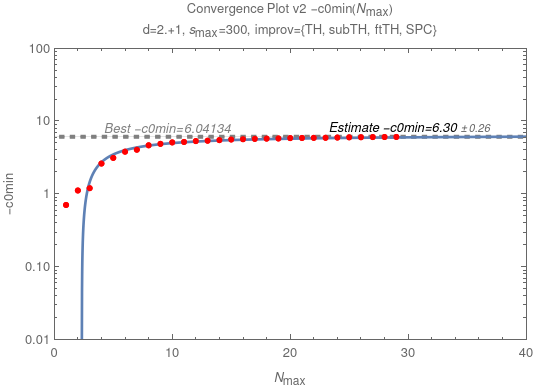 Convergence Plot v2 −c0min(Nmax)
d=2.+1, smax=300, improv={TH, subTH, ftTH, SPC}
100
Best −c0min=6.04134
Estimate −c0min=6.30 ±0.26
10
−c0min
1
0.10
0.01
0
10
20
30
40
Nmax